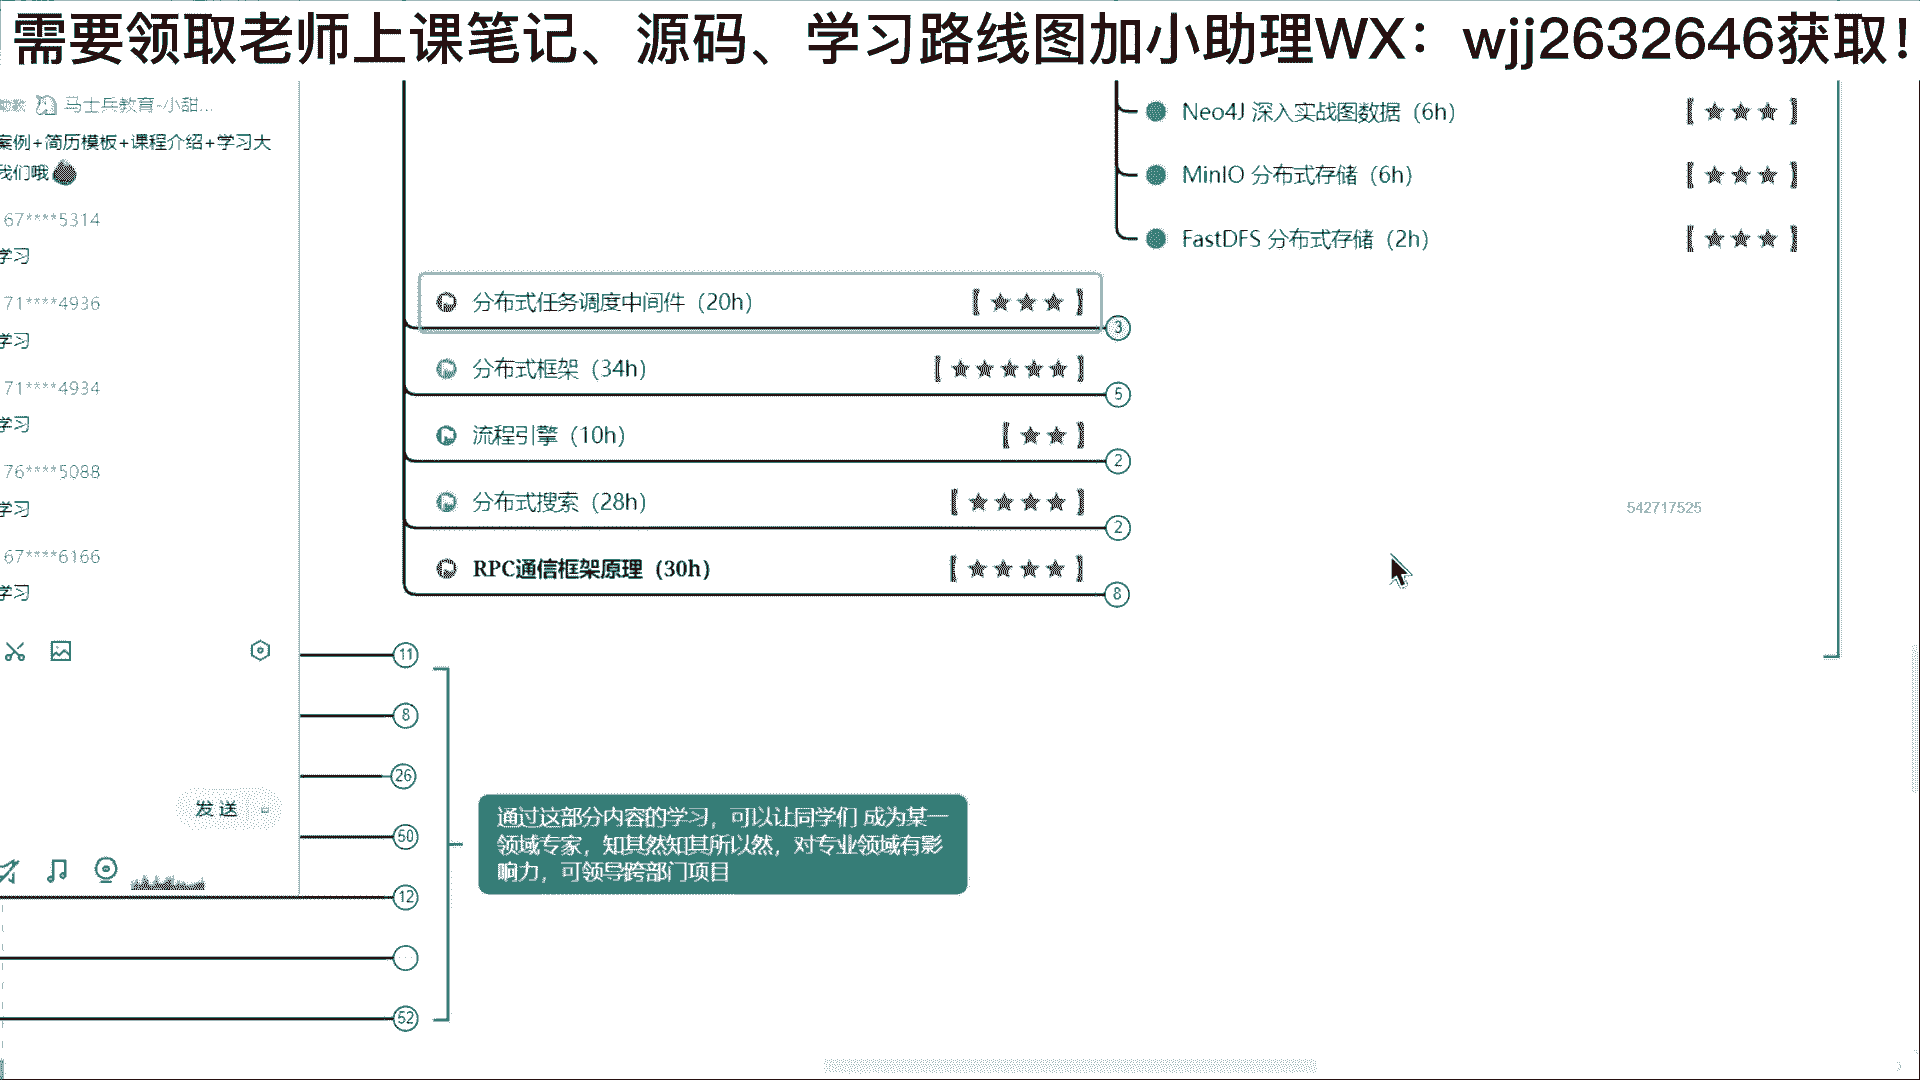 需要领取老师上课笔记、源码、学习路线图加小助理WX：wjj2632646获取！
马士兵教育-小甜...
案例+简历模板+课程介绍+学习大
我们哦
67****5314
学习
71****4936
学习
71****4934
学习
76****5088
学习
67****6166
学习
发送
Neo4J 深入实战图数据（6h） 【★★★】
MinIO 分布式存储（6h） 【★★★】
FastDFS 分布式存储（2h） 【★★★】
分布式任务调度中间件（20h） 【★★★】 3
分布式框架（34h） 【★★★★★】 5
流程引擎（10h） 【★★】 2
分布式搜索（28h） 【★★★★】 2
RPC通信框架原理（30h） 【★★★★】 8
542717525
11
8
26
50
12
52
通过这部分内容的学习，可以让同学们 成为某一
领域专家，知其然知其所以然，对专业领域有影
响力，可领导跨部门项目